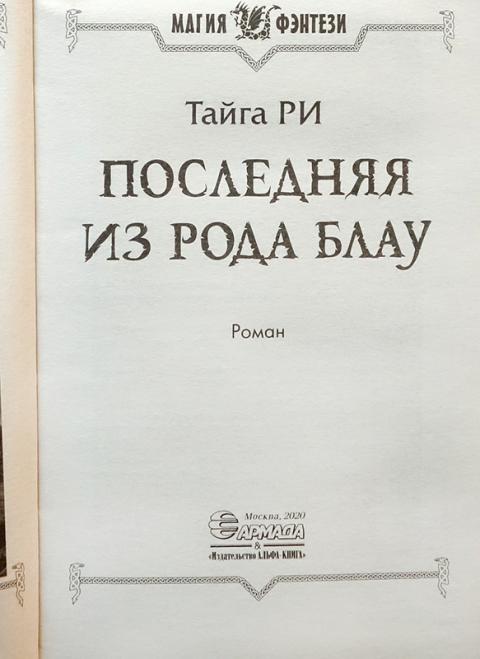 МАГИЯ ФЭНТЕЗИ
Тайга РИ
ПОСЛЕДНЯЯ
ИЗ РОДА БЛАУ
Роман
Москва, 2020
АРМАДА
&
«Издательство АЛЬФА-КНИГА»